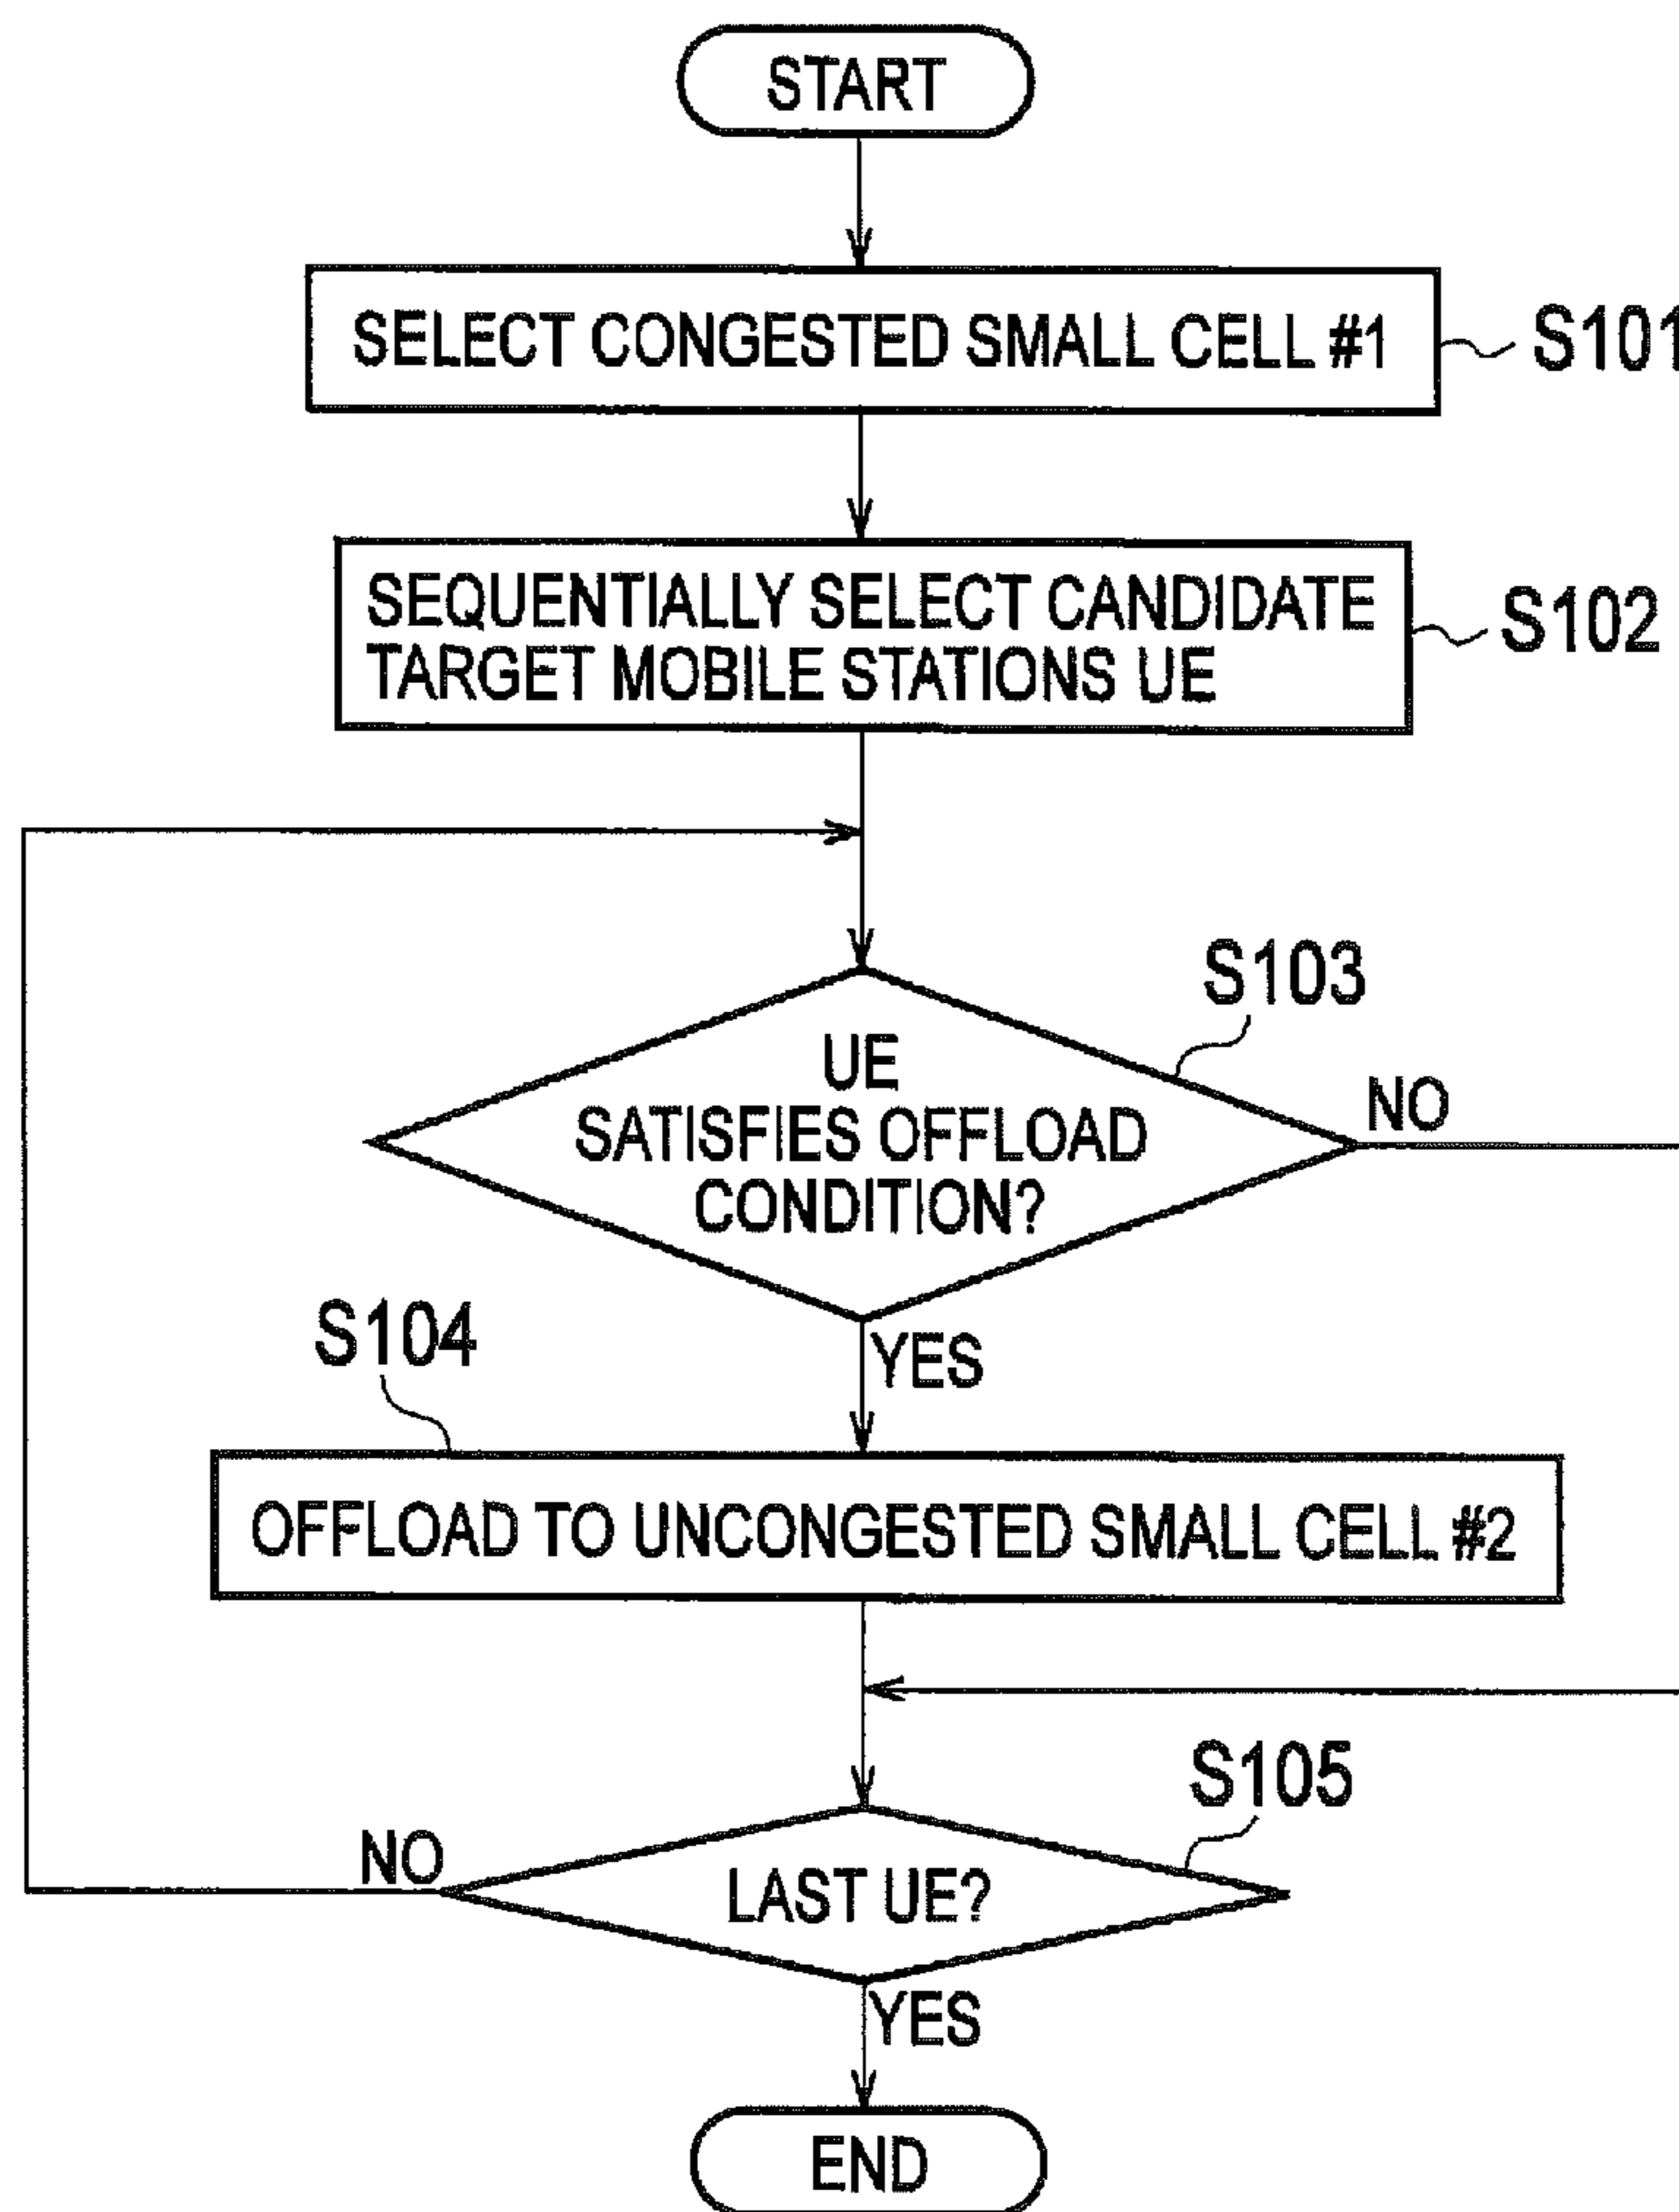 START
SELECT CONGESTED SMALL CELL #1
S101
SEQUENTIALLY SELECT CANDIDATE
TARGET MOBILE STATIONS UE
S102
S103
UE
SATISFIES OFFLOAD
CONDITION?
NO
YES
S104
OFFLOAD TO UNCONGESTED SMALL CELL #2
S105
LAST UE?
NO
YES
END